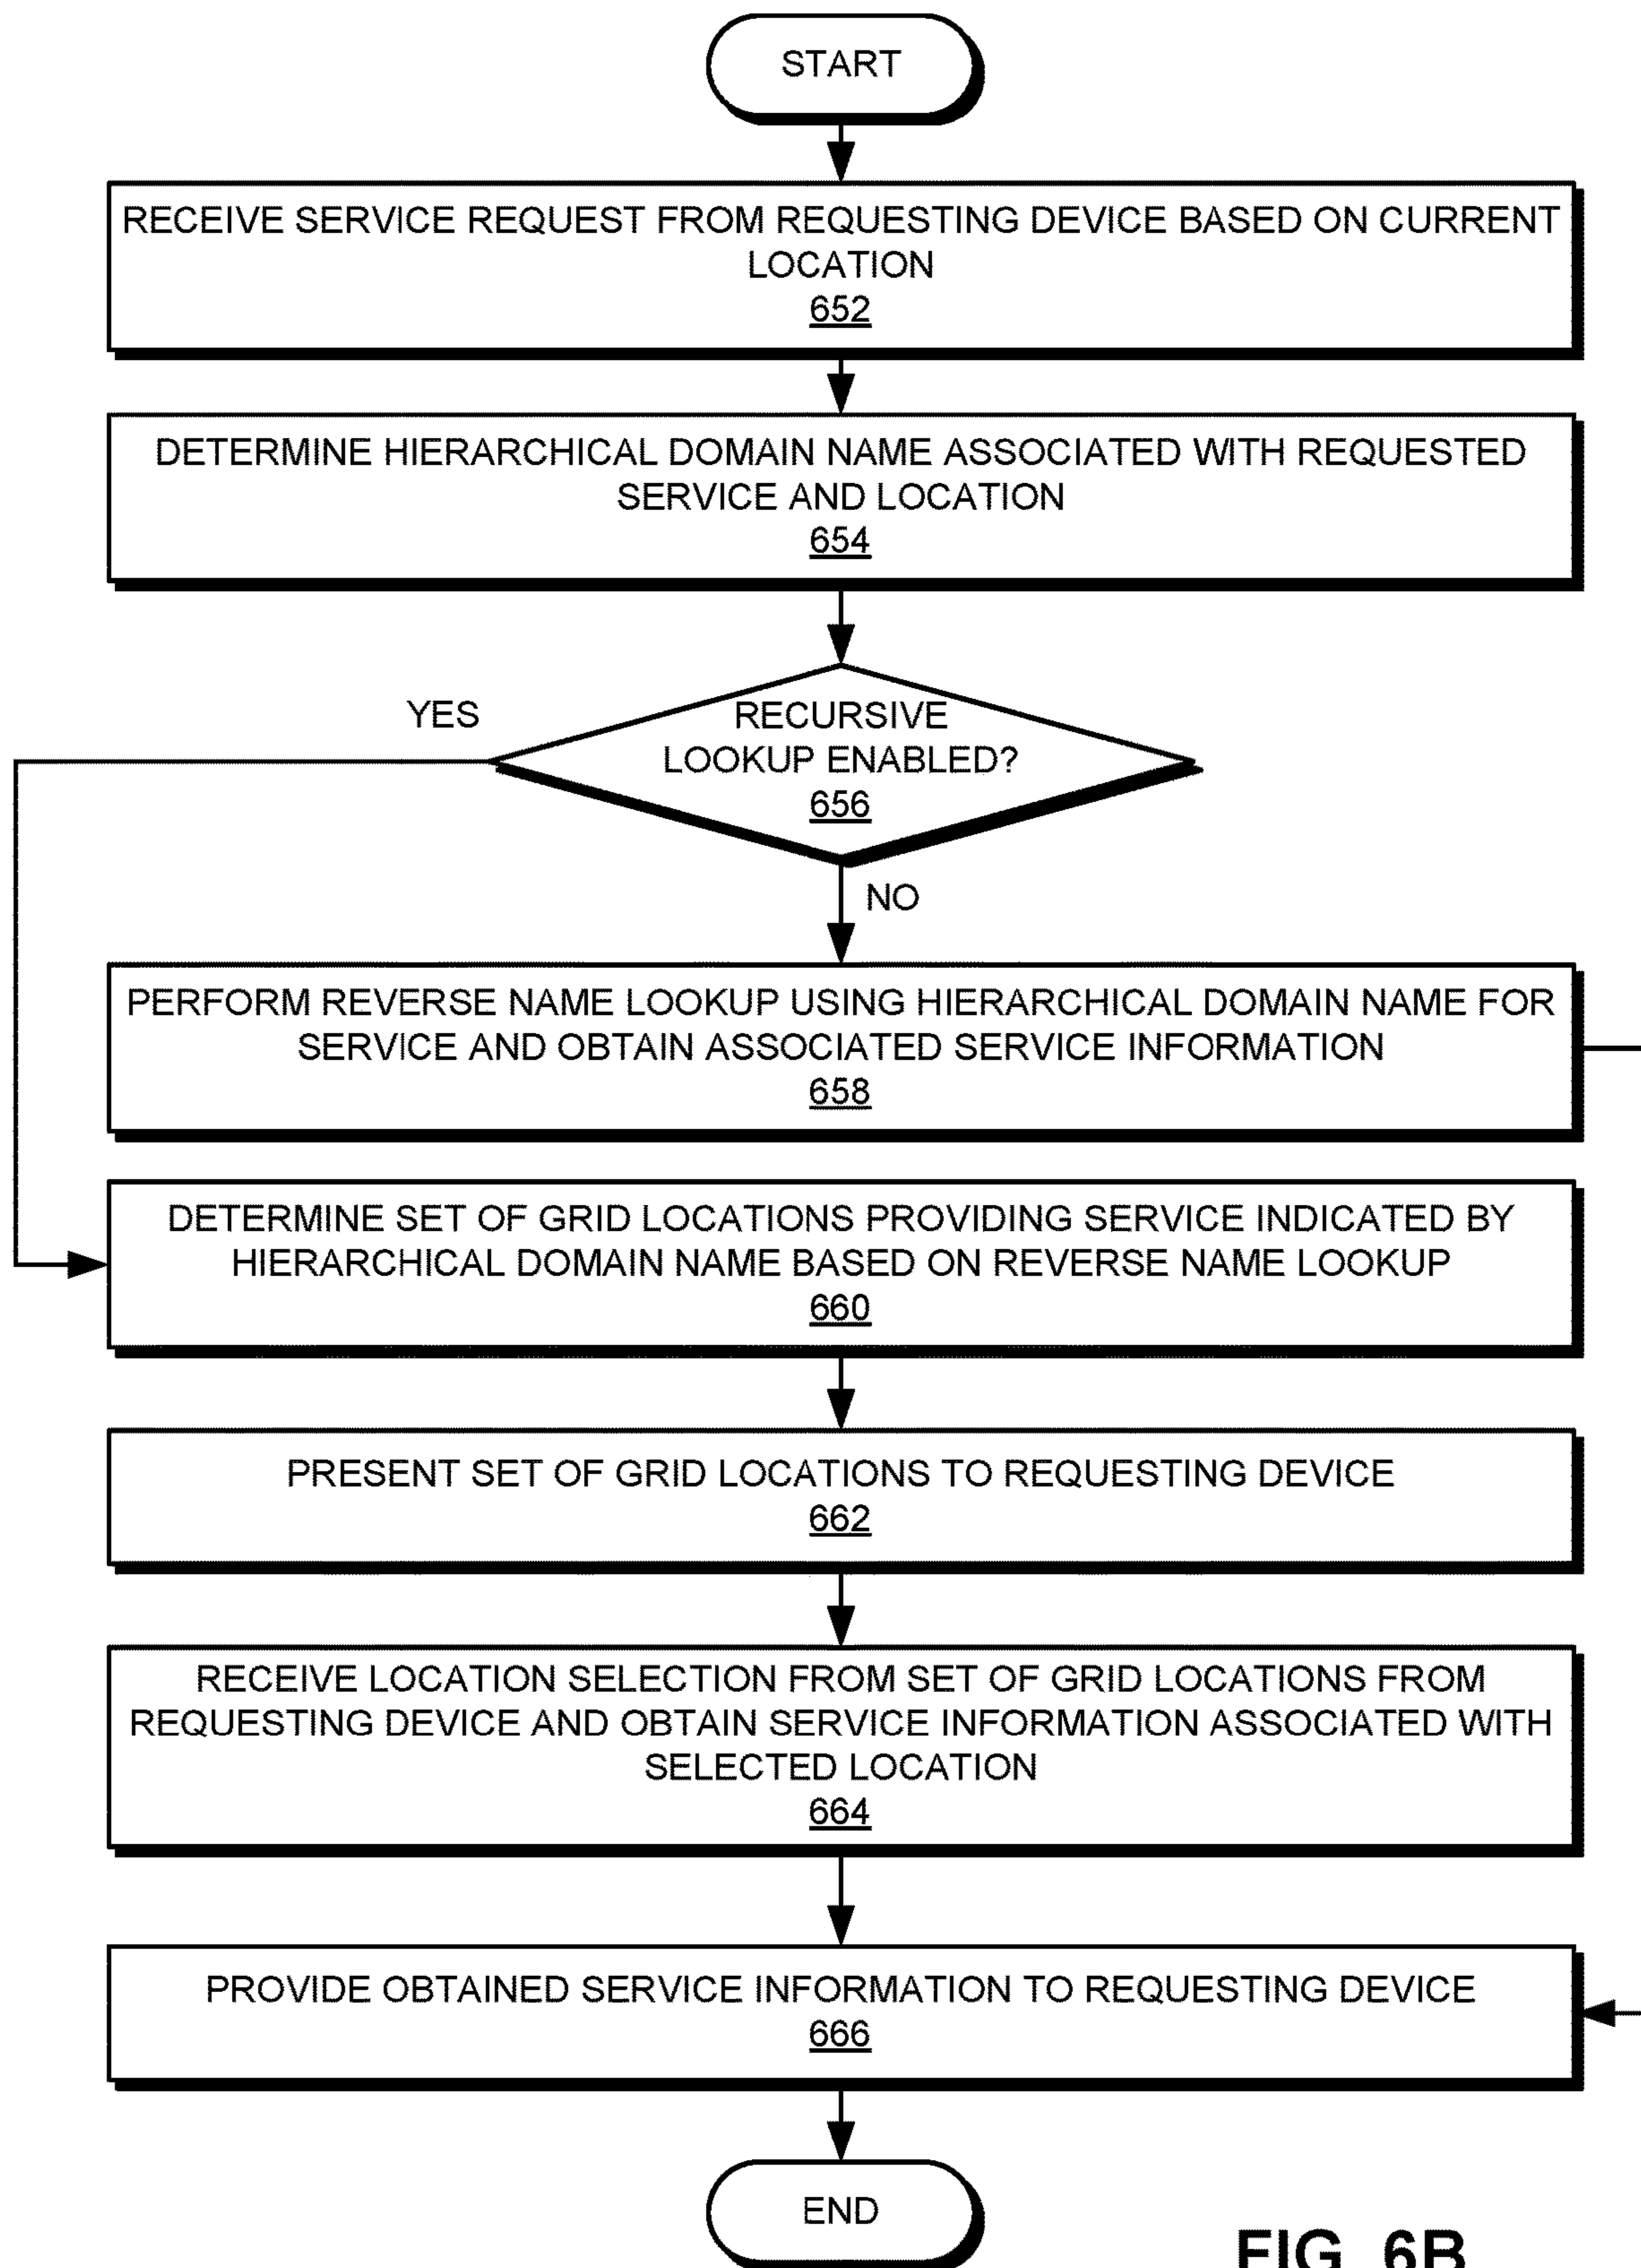 START
RECEIVE SERVICE REQUEST FROM REQUESTING DEVICE BASED ON CURRENT
LOCATION
652
DETERMINE HIERARCHICAL DOMAIN NAME ASSOCIATED WITH REQUESTED
SERVICE AND LOCATION
654
YES
RECURSIVE
LOOKUP ENABLED?
656
NO
PERFORM REVERSE NAME LOOKUP USING HIERARCHICAL DOMAIN NAME FOR
SERVICE AND OBTAIN ASSOCIATED SERVICE INFORMATION
658
DETERMINE SET OF GRID LOCATIONS PROVIDING SERVICE INDICATED BY
HIERARCHICAL DOMAIN NAME BASED ON REVERSE NAME LOOKUP
660
PRESENT SET OF GRID LOCATIONS TO REQUESTING DEVICE
662
RECEIVE LOCATION SELECTION FROM SET OF GRID LOCATIONS FROM
REQUESTING DEVICE AND OBTAIN SERVICE INFORMATION ASSOCIATED WITH
SELECTED LOCATION
664
PROVIDE OBTAINED SERVICE INFORMATION TO REQUESTING DEVICE
666
END
FIG. 6B